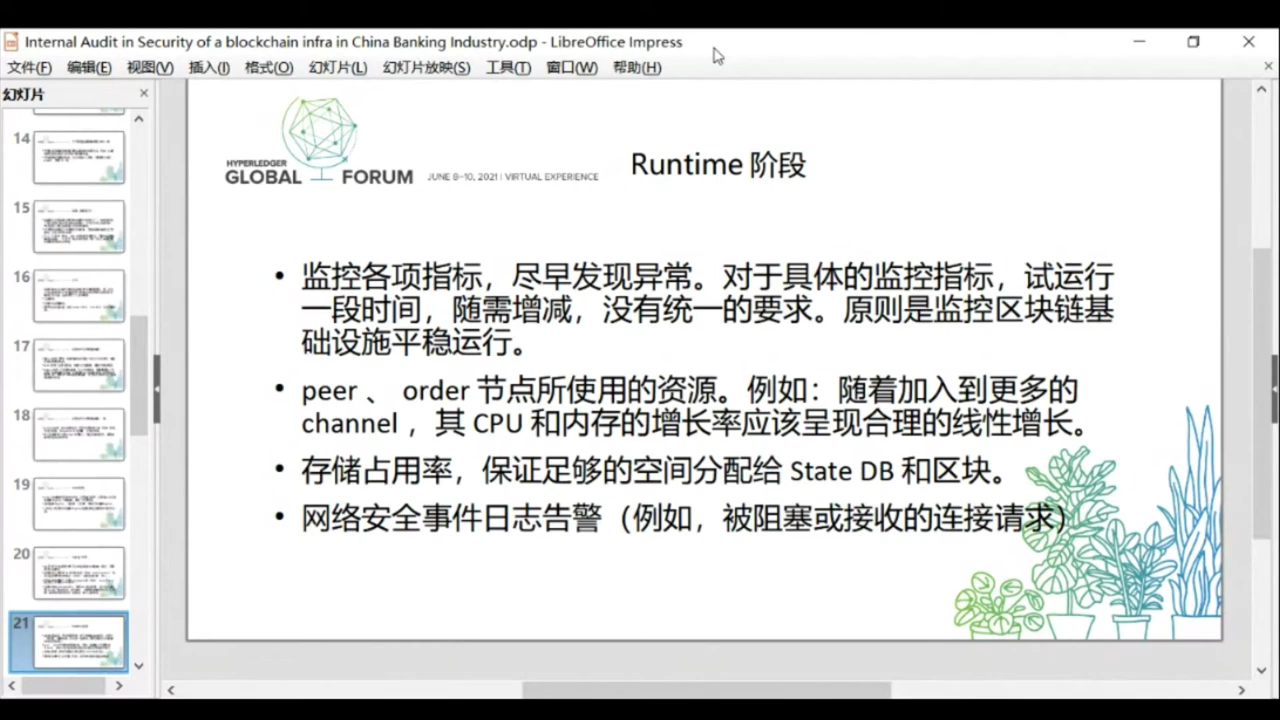 Internal Audit in Security of a blockchain infra in China Banking Industry.odp - LibreOffice Impress
文件(F) 编辑(E) 视图(V) 插入(I) 格式(O) 幻灯片(L) 幻灯片放映(S) 工具(T) 窗口(W) 帮助(H)
幻灯片
14
15
16
17
18
19
20
21
HYPERLEDGER
GLOBAL FORUM
JUNE 8-10, 2021 | VIRTUAL EXPERIENCE
Runtime 阶段
• 监控各项指标，尽早发现异常。对于具体的监控指标，试运行
一段时间，随需增减，没有统一的要求。原则是监控区块链基
础设施平稳运行。
• peer 、 order 节点所使用的资源。例如：随着加入到更多的
channel ，其 CPU 和内存的增长率应该呈现合理的线性增长。
• 存储占用率，保证足够的空间分配给 State DB 和区块。
• 网络安全事件日志告警（例如，被阻塞或接收的连接请求）